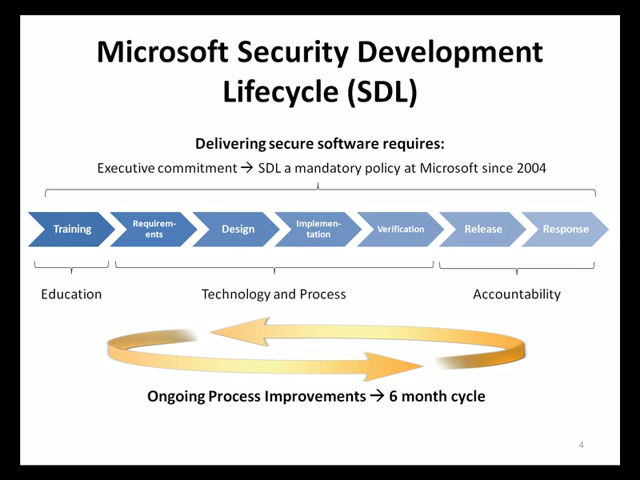 Microsoft Security Development
Lifecycle (SDL)
Delivering secure software requires:
Executive commitment → SDL a mandatory policy at Microsoft since 2004
Training
Requirem-
ents
Design
Implemen-
tation
Verification
Release
Response
Education
Technology and Process
Accountability
Ongoing Process Improvements → 6 month cycle
4